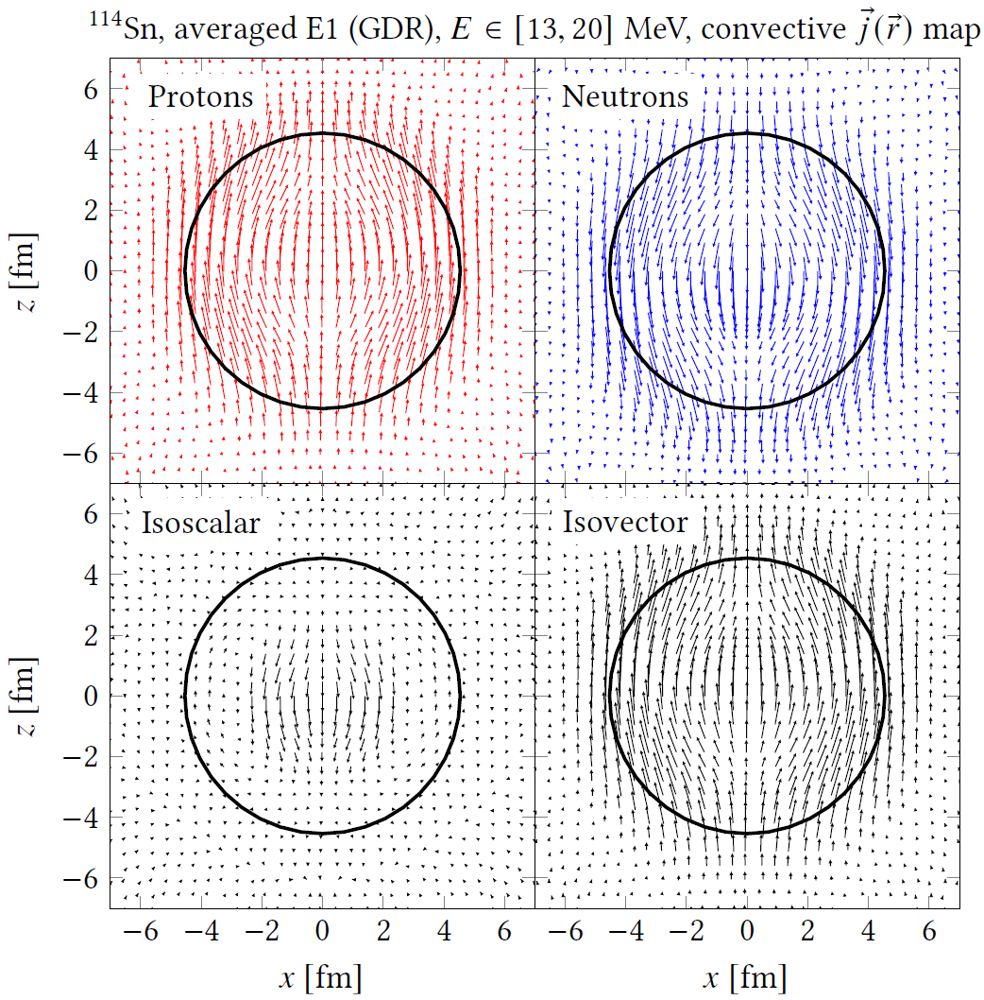 ¹¹⁴Sn, averaged E1 (GDR), E ∈ [13, 20] MeV, convective j⃗(r⃗) map
Protons
Neutrons
6
4
2
0
−2
−4
−6
z [fm]
Isoscalar
Isovector
6
4
2
0
−2
−4
−6
z [fm]
−6 −4 −2 0 2 4 6
−6 −4 −2 0 2 4 6
x [fm]
x [fm]